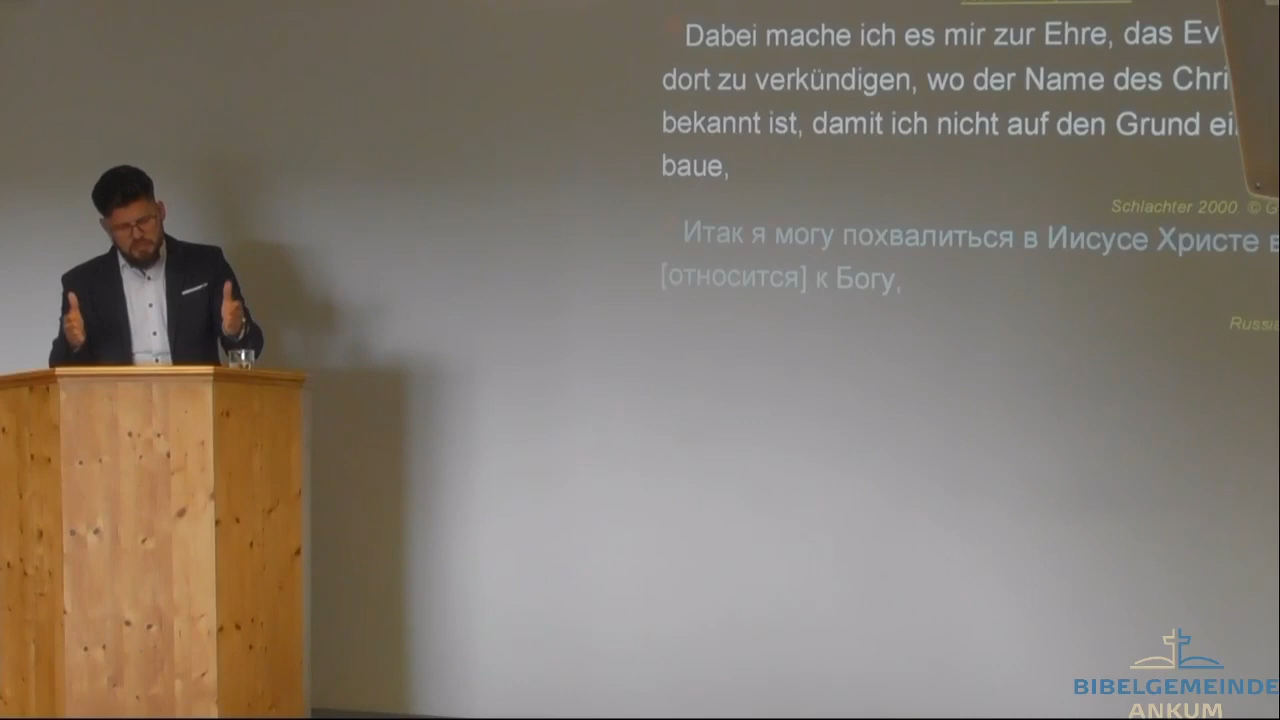 Dabei mache ich es mir zur Ehre, das Ev
dort zu verkündigen, wo der Name des Chri
bekannt ist, damit ich nicht auf den Grund ei
baue,
Schlachter 2000 © G
Итак я могу похвалиться в Иисусе Христе в
[относится] к Богу,
Russi
BIBELGEMEINDE
ANKUM